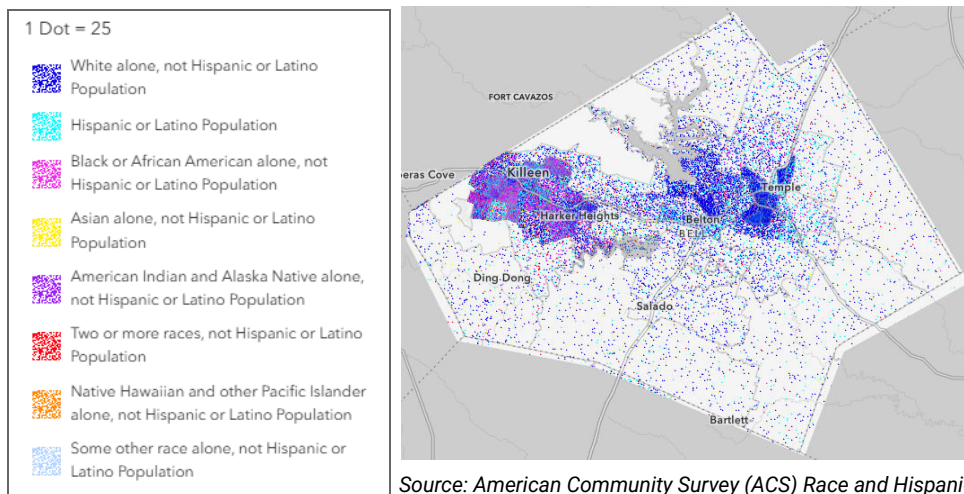 1 Dot = 25
White alone, not Hispanic or Latino
Population
Hispanic or Latino Population
Black or African American alone, not
Hispanic or Latino Population
Asian alone, not Hispanic or Latino
Population
American Indian and Alaska Native alone,
not Hispanic or Latino Population
Two or more races, not Hispanic or Latino
Population
Native Hawaiian and other Pacific Islander
alone, not Hispanic or Latino Population
Some other race alone, not Hispanic or
Latino Population
FORT CAVAZOS
peras Cove
Killeen
Temple
Harker Heights
Belton
BELL
Ding Dong
Salado
Bartlett
Source: American Community Survey (ACS) Race and Hispani